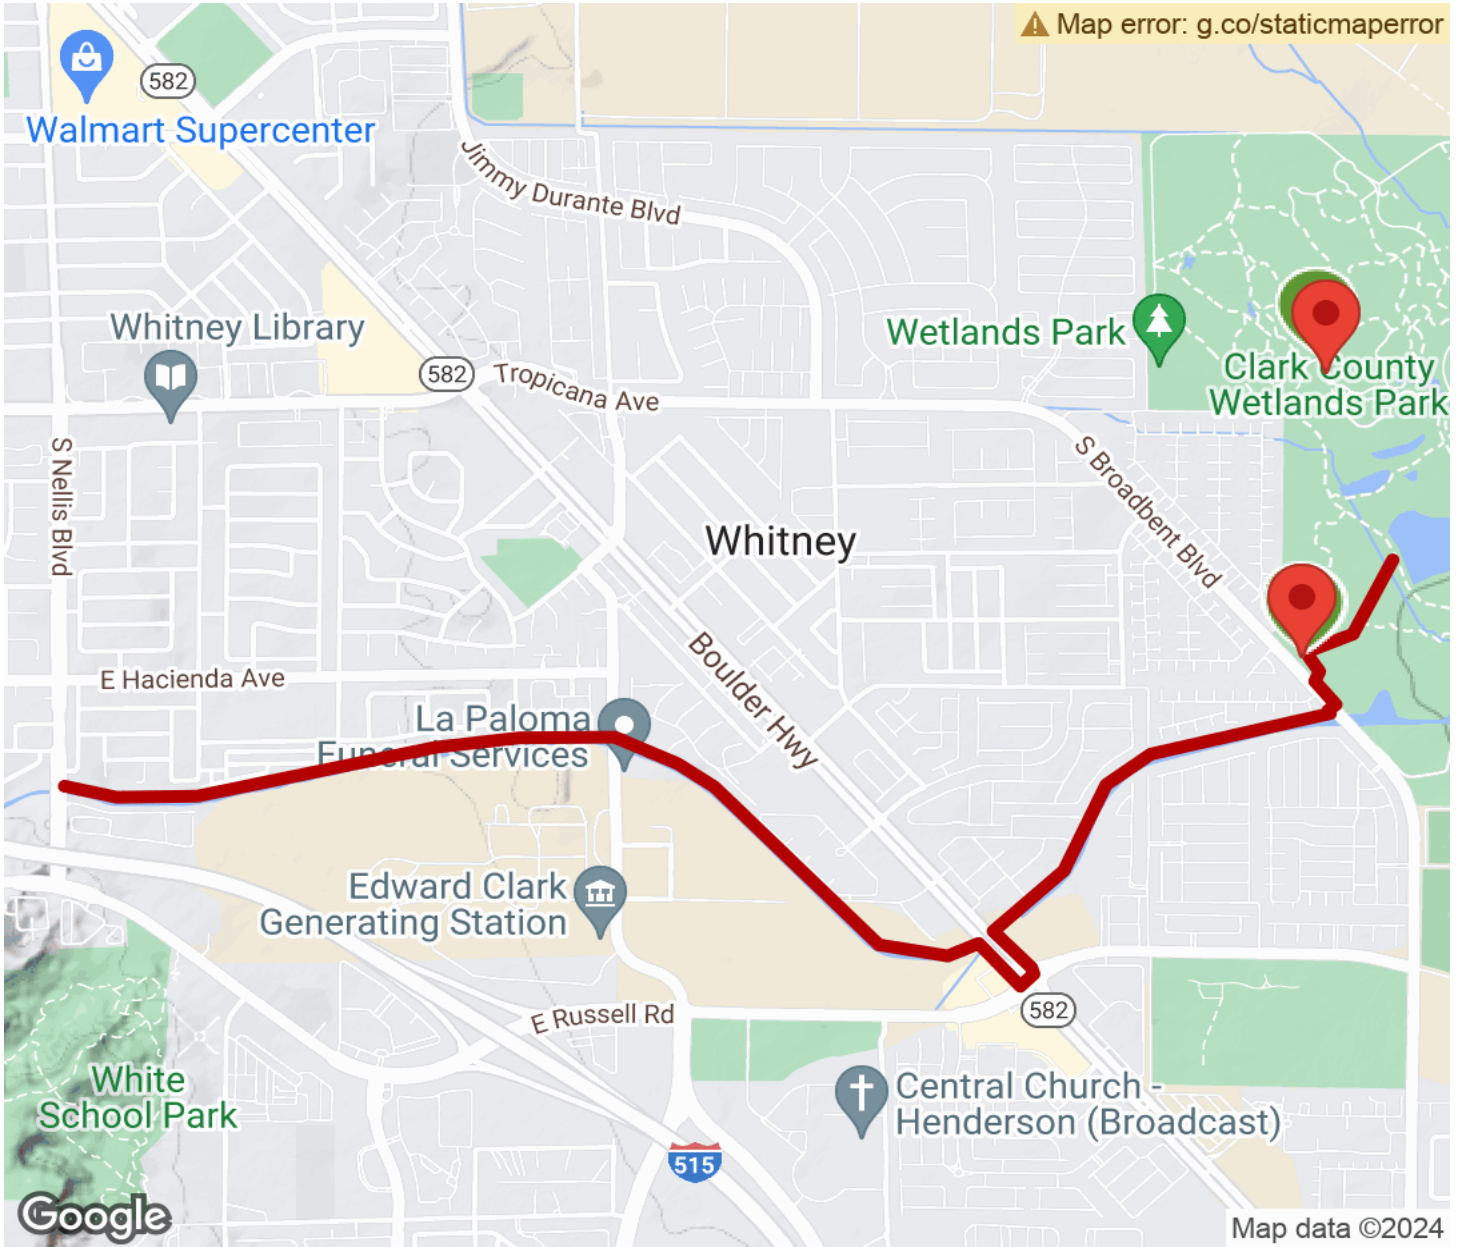 Map error: g.co/staticmaperror
582
Walmart Supercenter
Jimmy Durante Blvd
Whitney Library
Wetlands Park
582
Tropicana Ave
Clark County
Wetlands Park
S Nellis Blvd
S Broadbent Blvd
Whitney
E Hacienda Ave
Boulder Hwy
La Paloma
Funeral Services
Edward Clark
Generating Station
E Russell Rd
582
White
School Park
Central Church -
Henderson (Broadcast)
515
Google
Map data ©2024